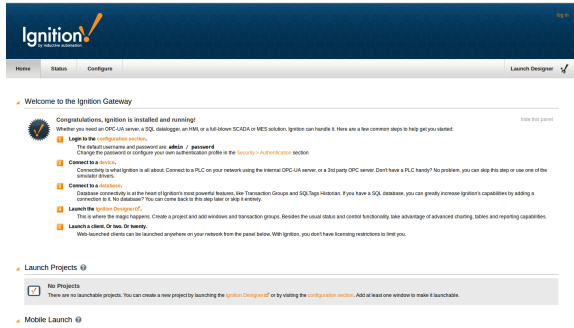 log in
Ignition!
by inductive automation
Home Status Configure Launch Designer
Welcome to the Ignition Gateway
Congratulations, Ignition is installed and running! hide this panel
Whether you need an OPC-UA server, a SQL datalogger, an HMI, or a full-blown SCADA or MES solution, Ignition can handle it. Here are a few common steps to help get you started:
1 Login to the configuration section.
The default username and password are: admin / password
Change the password or configure your own authentication profile in the Security > Authentication section
2 Connect to a device.
Connectivity is what Ignition is all about. Connect to a PLC on your network using the internal OPC-UA server, or a 3rd party OPC server. Don't have a PLC handy? No problem, you can skip this step or use one of the
simulator drivers.
3 Connect to a database.
Database connectivity is at the heart of Ignition's most powerful features, like Transaction Groups and SQLTags Historian. If you have a SQL database, you can greatly increase Ignition's capabilities by adding a
connection to it. No database? You can come back to this step later or skip it entirely.
4 Launch the Ignition Designer.
This is where the magic happens. Create a project and add windows and transaction groups. Besides the usual status and control functionality, take advantage of advanced charting, tables and reporting capabilities.
5 Launch a client. Or two. Or twenty.
Web-launched clients can be launched anywhere on your network from the panel below. With Ignition, you don't have licensing restrictions to limit you.
Launch Projects ?
No Projects
There are no launchable projects. You can create a new project by launching the Ignition Designer or by visiting the configuration section. Add at least one window to make it launchable.
Mobile Launch ?